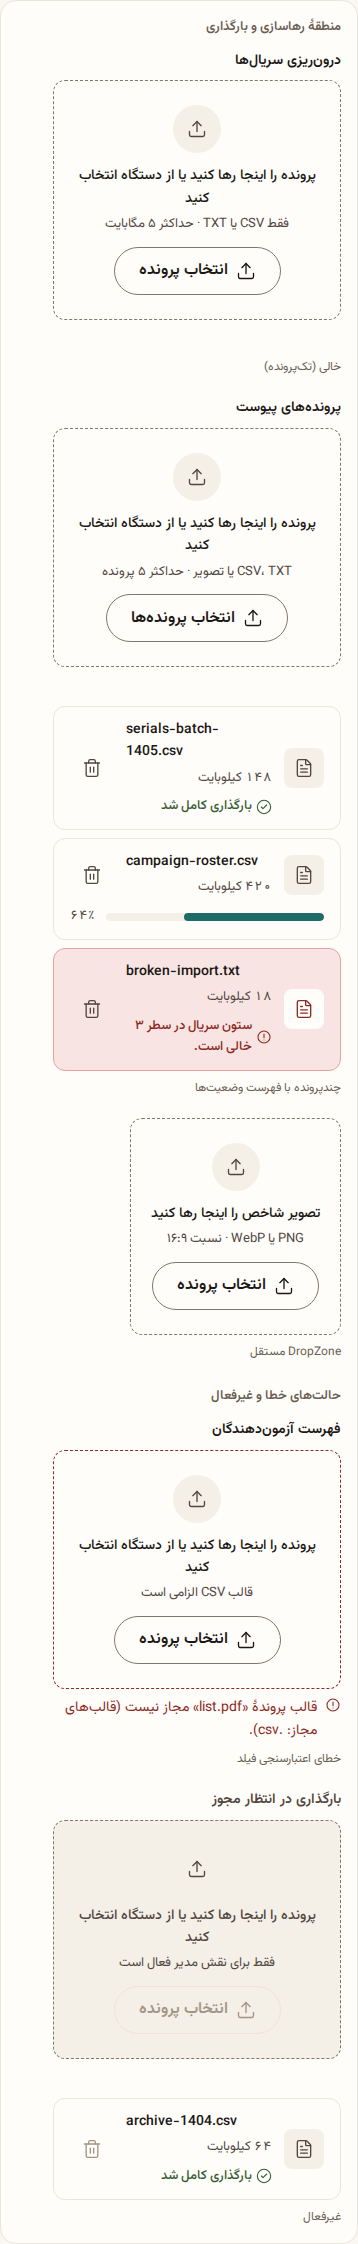 منطقهٔ رهاسازی و بارگذاری
درون‌ریزی سریال‌ها
پرونده را اینجا رها کنید یا از دستگاه انتخاب
کنید
فقط CSV یا TXT · حداکثر ۵ مگابایت
انتخاب پرونده
خالی (تک‌پرونده)
پرونده‌های پیوست
پرونده را اینجا رها کنید یا از دستگاه انتخاب
کنید
CSV، TXT یا تصویر · حداکثر ۵ پرونده
انتخاب پرونده‌ها
serials-batch-
1405.csv
۱۴۸ کیلوبایت
بارگذاری کامل شد
campaign-roster.csv
۴۲۰ کیلوبایت
۶۴٪
broken-import.txt
۱۸ کیلوبایت
ستون سریال در سطر ۳
خالی است.
چندپرونده با فهرست وضعیت‌ها
تصویر شاخص را اینجا رها کنید
PNG یا WebP · نسبت ۱۶:۹
انتخاب پرونده
DropZone مستقل
حالت‌های خطا و غیرفعال
فهرست آزمون‌دهندگان
پرونده را اینجا رها کنید یا از دستگاه انتخاب
کنید
قالب CSV الزامی است
انتخاب پرونده
قالب پروندهٔ «list.pdf» مجاز نیست (قالب‌های
مجاز: .csv).
خطای اعتبارسنجی فیلد
بارگذاری در انتظار مجوز
پرونده را اینجا رها کنید یا از دستگاه انتخاب
کنید
فقط برای نقش مدیر فعال است
انتخاب پرونده
archive-1404.csv
۶۴ کیلوبایت
بارگذاری کامل شد
غیرفعال